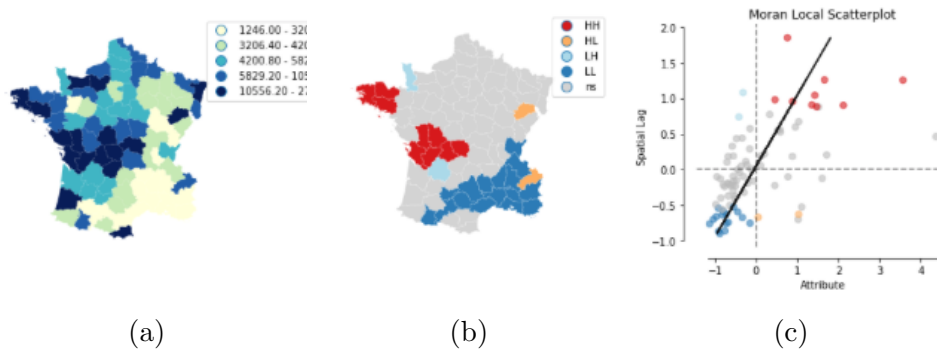 1246.00 - 320
3206.40 - 420
4200.80 - 582
5829.20 - 105
10556.20 - 27
HH
HL
LH
LL
ns
Moran Local Scatterplot
Spatial Lag
2.0
1.5
1.0
0.5
0.0
−0.5
−1.0
−1 0 1 2 3 4
Attribute
(a) (b) (c)